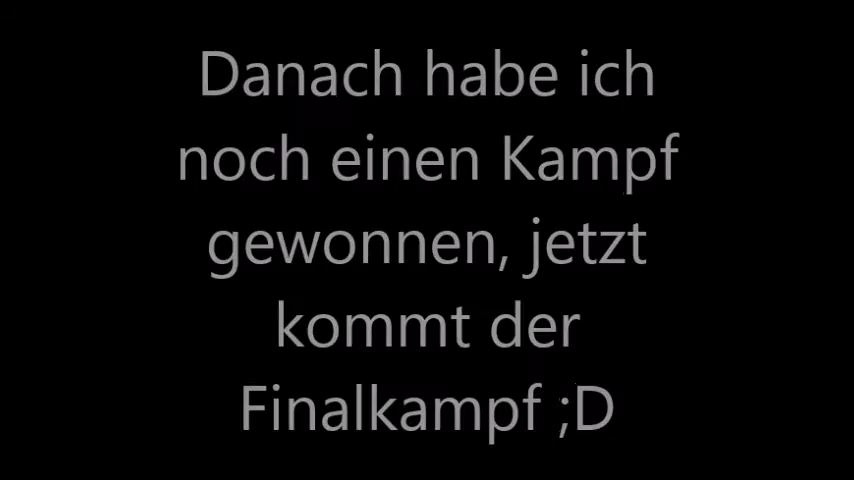 Danach habe ich
noch einen Kampf
gewonnen, jetzt
kommt der
Finalkampf ;D